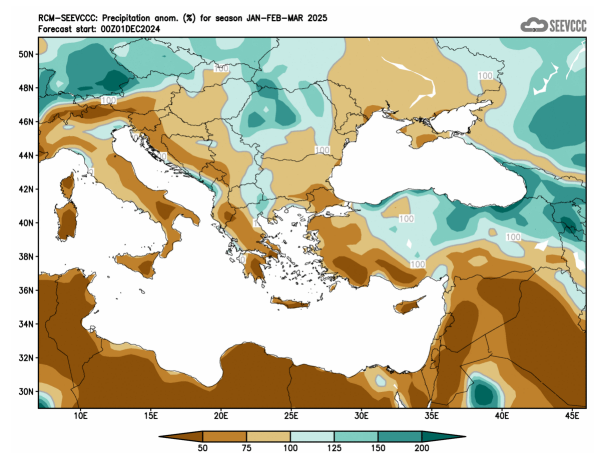 RCM-SEEVCCC: Precipitation anom. (%) for season JAN-FEB-MAR 2025
Forecast start: 00Z01DEC2024
SEEVCCC
50N
48N
46N
44N
42N
40N
38N
36N
34N
32N
30N
100
100
100
100
100
100
100
100
10E
15E
20E
25E
30E
35E
40E
45E
50
75
100
125
150
200